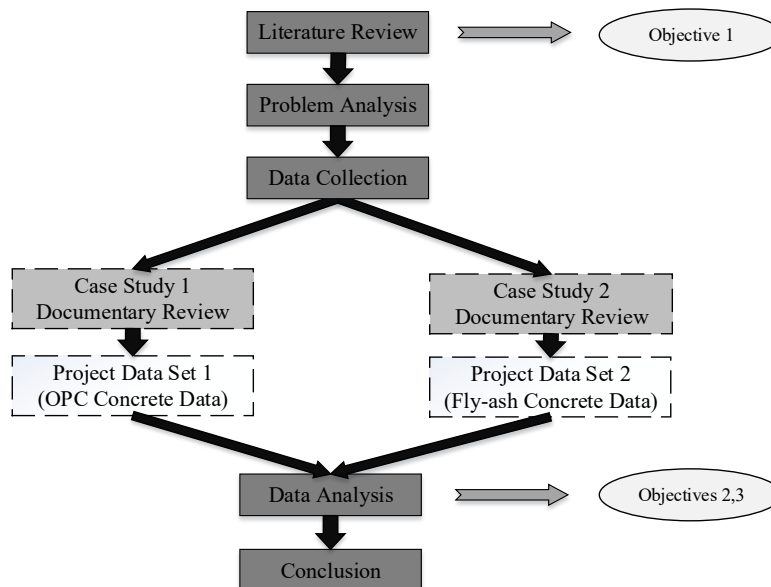 Literature Review
Objective 1
Problem Analysis
Data Collection
Case Study 1
Documentary Review
Case Study 2
Documentary Review
Project Data Set 1
(OPC Concrete Data)
Project Data Set 2
(Fly-ash Concrete Data)
Data Analysis
Objectives 2,3
Conclusion